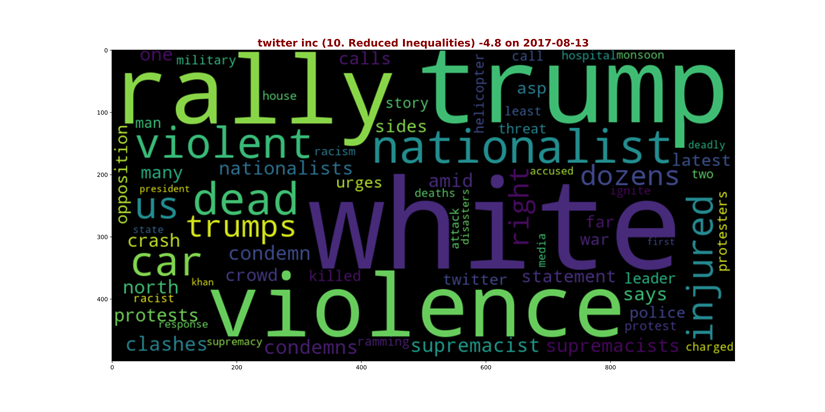 twitter inc (10. Reduced Inequalities) -4.8 on 2017-08-13
one military calls call hospital monsoon
rally trump
house story helicopter asp
least
man sides threat
violent racism nationalist deadly
opposition nationalists latest
many urges amid right accused dozens two
president deaths ignite
us dead trumps white attack disasters far injured protesters
state war first
crash condemn media
car crowd killed twitter statement leader
north khan violence says
racist police
protests response protest
clashes supremacy condemns ramming supremacist supremacists charged
0
100
200
300
400
0 200 400 600 800